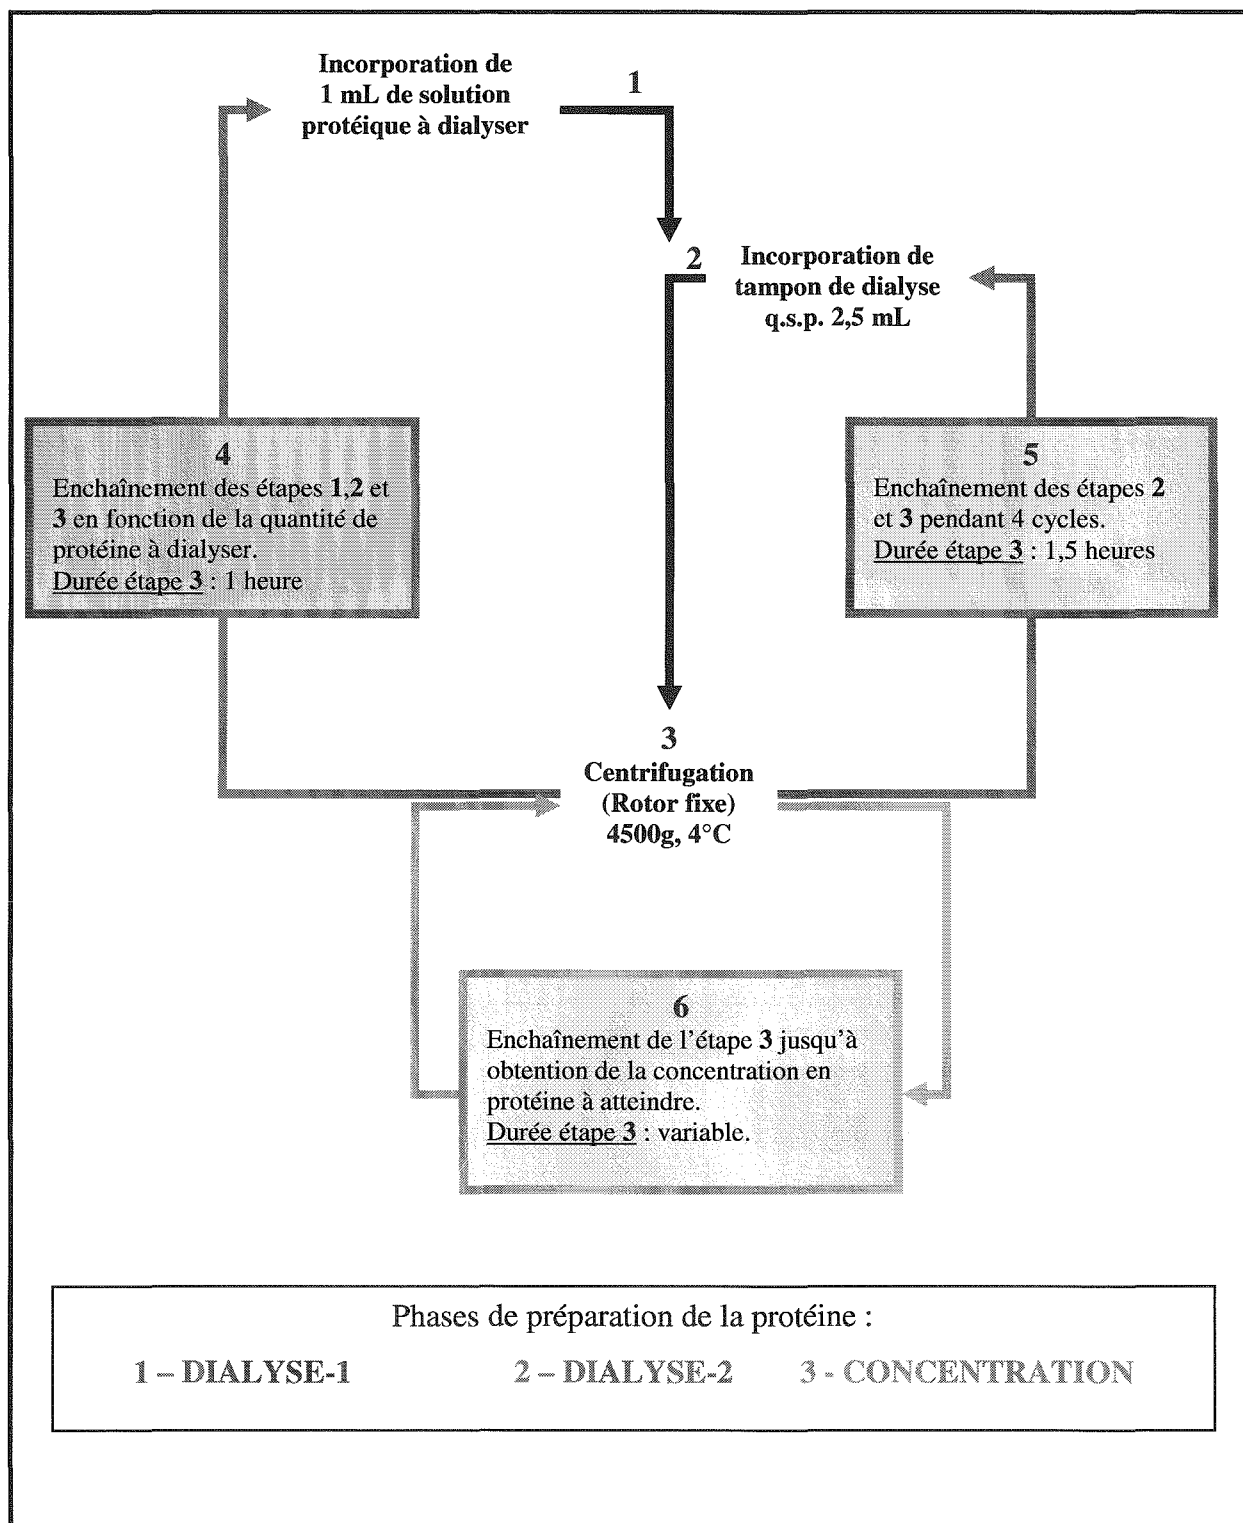 Incorporation de
1 mL de solution
protéique à dialyser
1
2
Incorporation de
tampon de dialyse
q.s.p. 2,5 mL
4
Enchaînement des étapes 1,2 et
3 en fonction de la quantité de
protéine à dialyser.
Durée étape 3 : 1 heure
5
Enchaînement des étapes 2
et 3 pendant 4 cycles.
Durée étape 3 : 1,5 heures
3
Centrifugation
(Rotor fixe)
4500g, 4°C
6
Enchaînement de l'étape 3 jusqu'à
obtention de la concentration en
protéine à atteindre.
Durée étape 3 : variable.
Phases de préparation de la protéine :
1 – DIALYSE-1 2 – DIALYSE-2 3 - CONCENTRATION